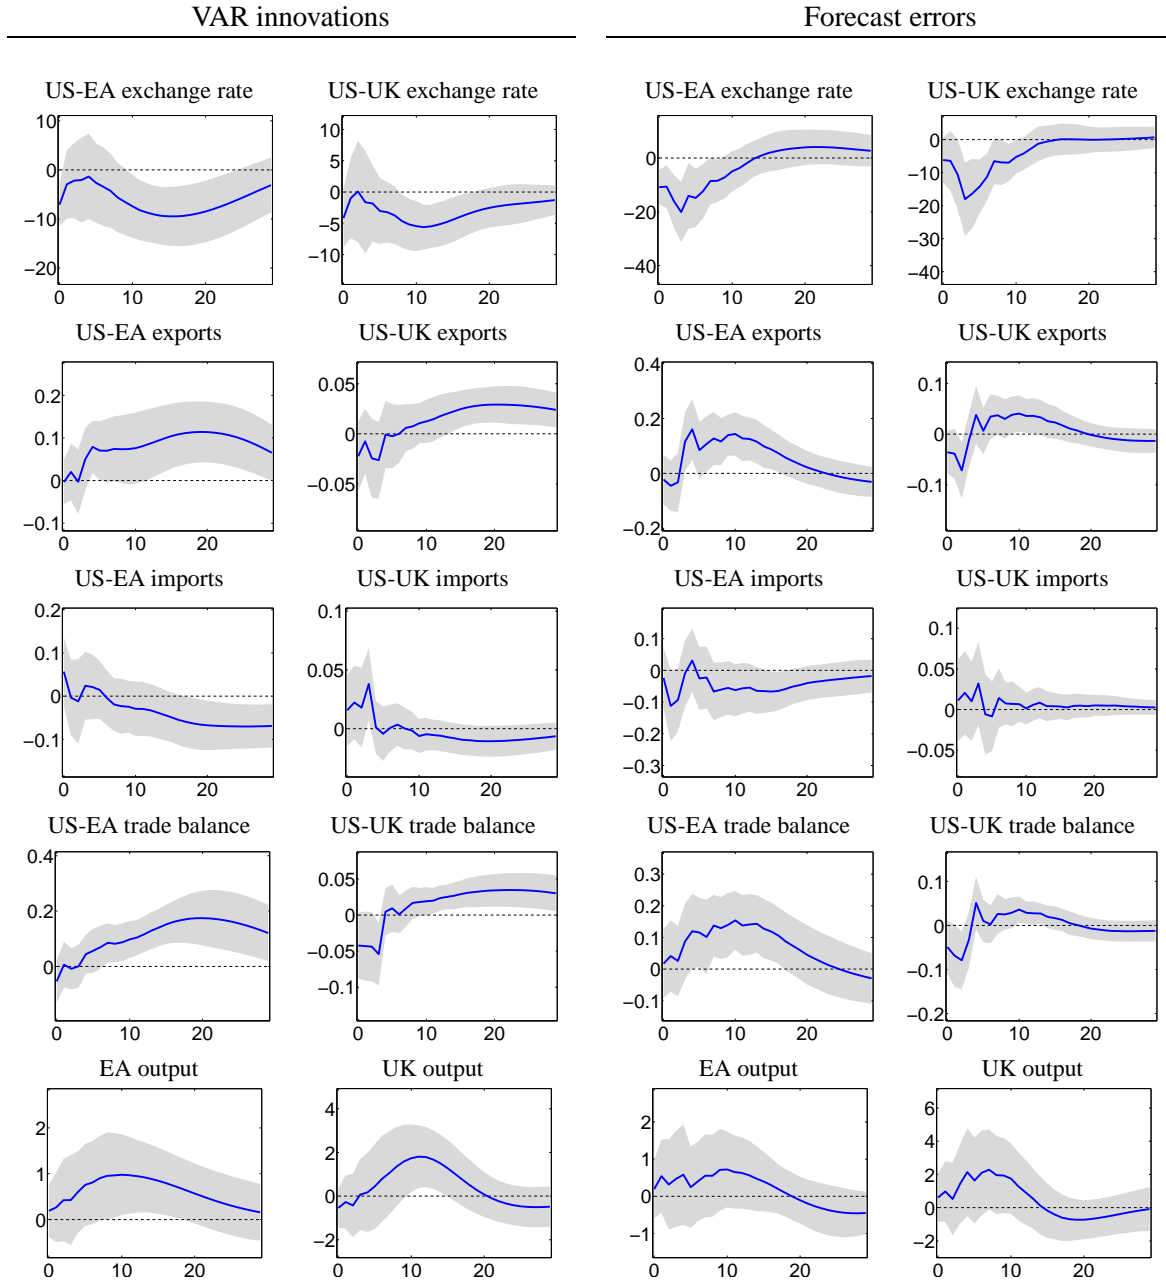 VAR innovations Forecast errors
US-EA exchange rate US-UK exchange rate US-EA exchange rate US-UK exchange rate
10 0 −10 −20 0 10 20
10 5 0 −5 −10 0 10 20
0 −20 −40 0 10 20
0 −10 −20 −30 −40 0 10 20
US-EA exports US-UK exports US-EA exports US-UK exports
0.2 0.1 0 −0.1 0 10 20
0.05 0 −0.05 0 10 20
0.4 0.2 0 −0.2 0 10 20
0.1 0 −0.1 0 10 20
US-EA imports US-UK imports US-EA imports US-UK imports
0.2 0.1 0 −0.1 0 10 20
0.1 0.05 0 0 10 20
0.1 0 −0.1 −0.2 −0.3 0 10 20
0.1 0.05 0 −0.05 0 10 20
US-EA trade balance US-UK trade balance US-EA trade balance US-UK trade balance
0.4 0.2 0 0 10 20
0.05 0 −0.05 −0.1 0 10 20
0.3 0.2 0.1 0 −0.1 0 10 20
0.1 0 −0.1 −0.2 0 10 20
EA output UK output EA output UK output
2 1 0 0 10 20
4 2 0 −2 0 10 20
2 1 0 −1 0 10 20
6 4 2 0 −2 0 10 20